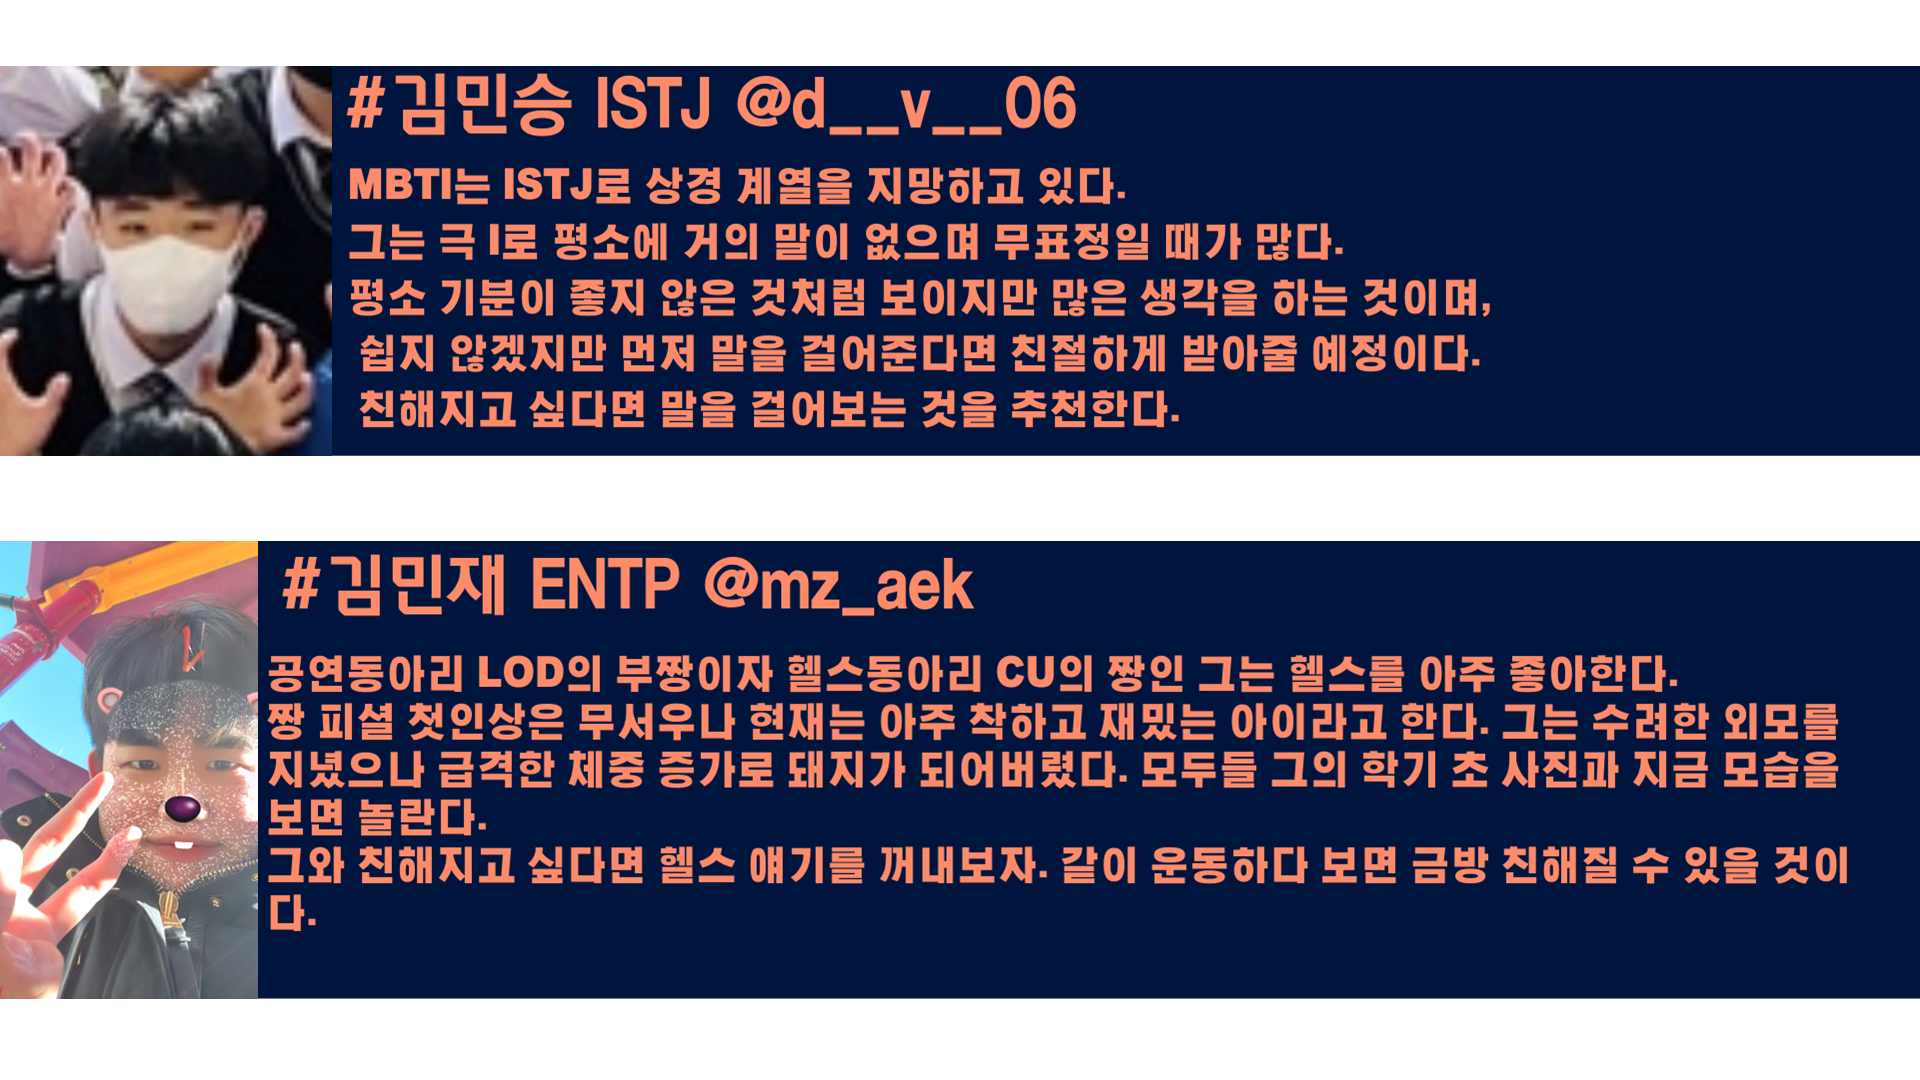 #김민승 ISTJ @d__v__06
MBTI는 ISTJ로 상경 계열을 지망하고 있다.
그는 극 I로 평소에 거의 말이 없으며 무표정일 때가 많다.
평소 기분이 좋지 않은 것처럼 보이지만 많은 생각을 하는 것이며,
쉽지 않겠지만 먼저 말을 걸어준다면 친절하게 받아줄 예정이다.
친해지고 싶다면 말을 걸어보는 것을 추천한다.
#김민재 ENTP @mz_aek
공연동아리 LOD의 부짱이자 헬스동아리 CU의 짱인 그는 헬스를 아주 좋아한다.
짱 피셜 첫인상은 무서우나 현재는 아주 착하고 재밌는 아이라고 한다. 그는 수려한 외모를
지녔으나 급격한 체중 증가로 돼지가 되어버렸다. 모두들 그의 학기 초 사진과 지금 모습을
보면 놀란다.
그와 친해지고 싶다면 헬스 얘기를 꺼내보자. 같이 운동하다 보면 금방 친해질 수 있을 것이
다.